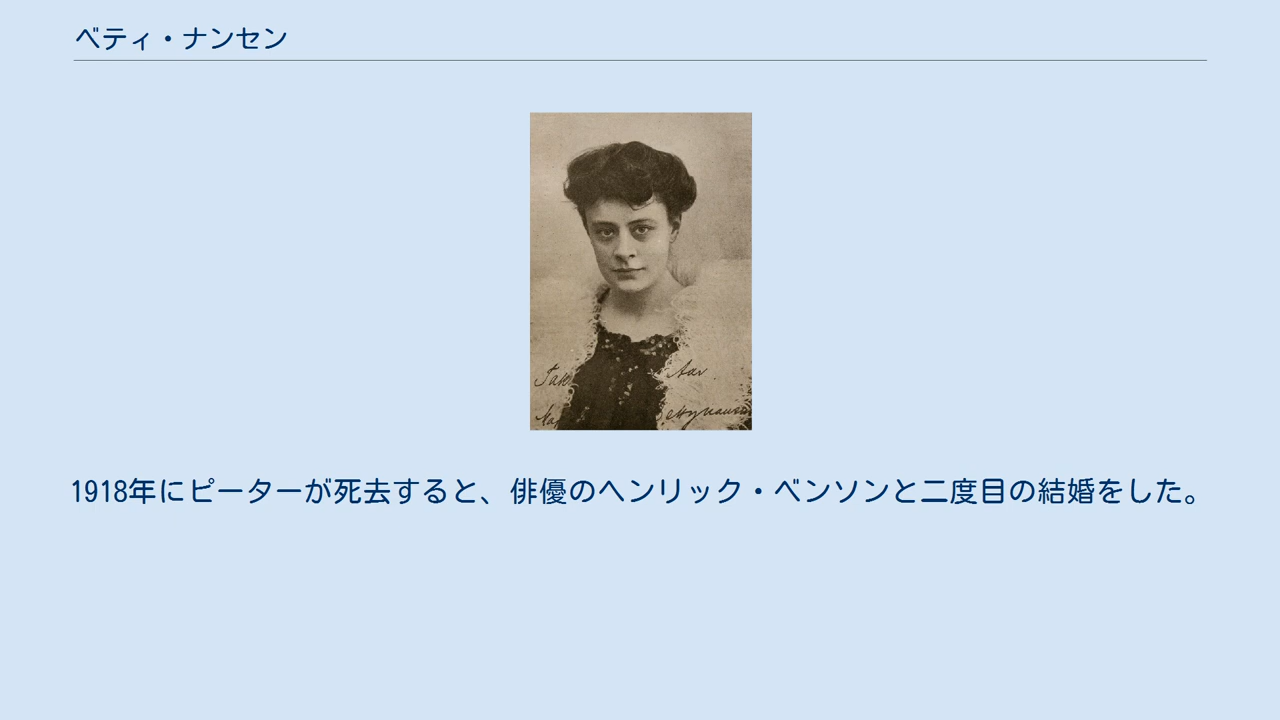 ベティ・ナンセン
1918年にピーターが死去すると、俳優のヘンリック・ベンソンと二度目の結婚をした。